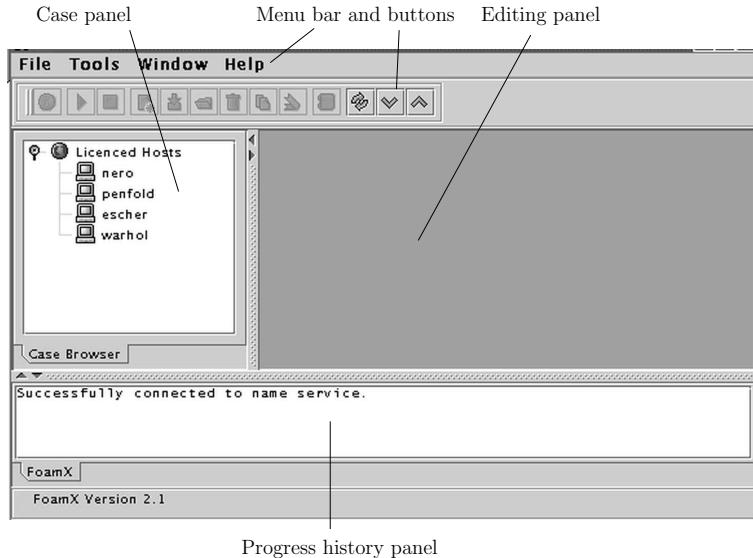 Case panel
Menu bar and buttons
Editing panel
File Tools Window Help
Licenced Hosts
nero
penfold
escher
warhol
Case Browser
Successfully connected to name service.
FoamX
FoamX Version 2.1
Progress history panel